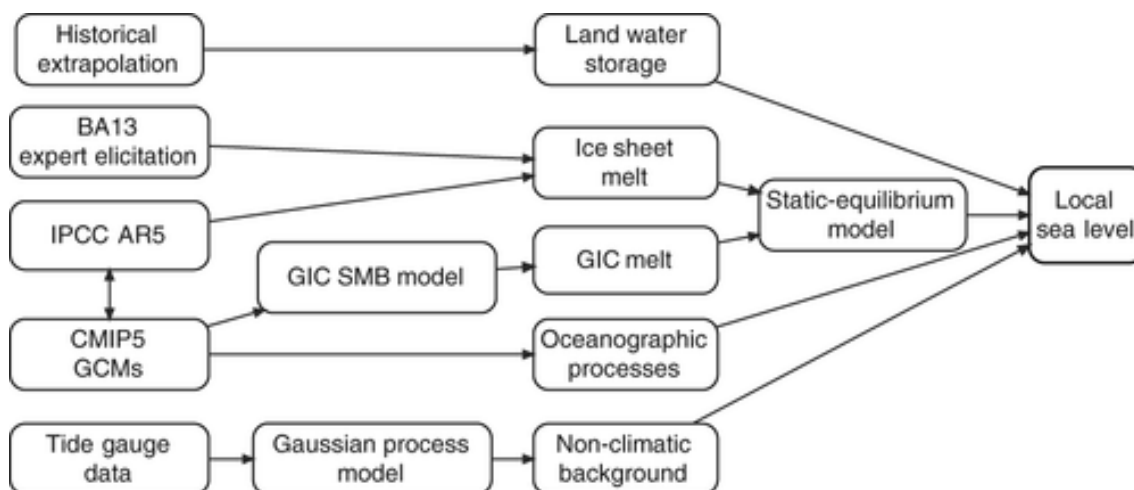 Historical
extrapolation
Land water
storage
BA13
expert elicitation
Ice sheet
melt
IPCC AR5
Static-equilibrium
model
Local
sea level
GIC SMB model
GIC melt
CMIP5
GCMs
Oceanographic
processes
Tide gauge
data
Gaussian process
model
Non-climatic
background